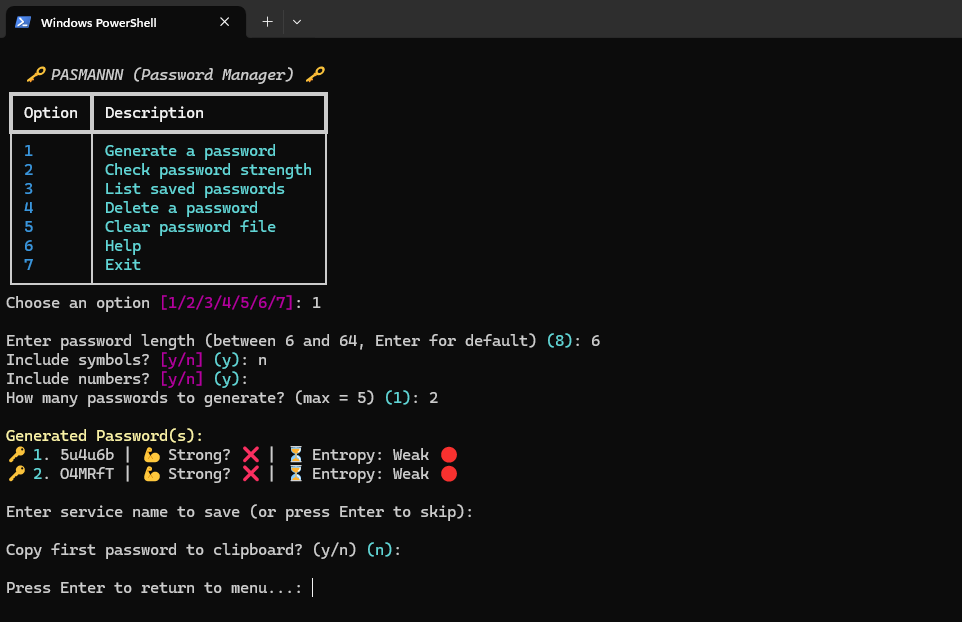 Windows PowerShell
🔑 PASMANNN (Password Manager) 🔑
Option Description
1 Generate a password
2 Check password strength
3 List saved passwords
4 Delete a password
5 Clear password file
6 Help
7 Exit
Choose an option [1/2/3/4/5/6/7]: 1
Enter password length (between 6 and 64, Enter for default) (8): 6
Include symbols? [y/n] (y): n
Include numbers? [y/n] (y):
How many passwords to generate? (max = 5) (1): 2
Generated Password(s):
🔑 1. 5u4u6b | 💪 Strong? ❌ | ⏳ Entropy: Weak 🔴
🔑 2. O4MRfT | 💪 Strong? ❌ | ⏳ Entropy: Weak 🔴
Enter service name to save (or press Enter to skip):
Copy first password to clipboard? (y/n) (n):
Press Enter to return to menu...: